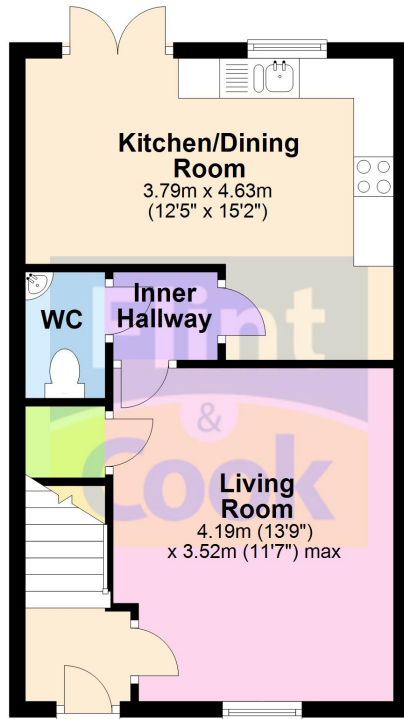 Kitchen/Dining
Room
3.79m x 4.63m
(12'5" x 15'2")
WC
Inner
Hallway
Flint
&
Cook
Living
Room
4.19m (13'9")
x 3.52m (11'7") max